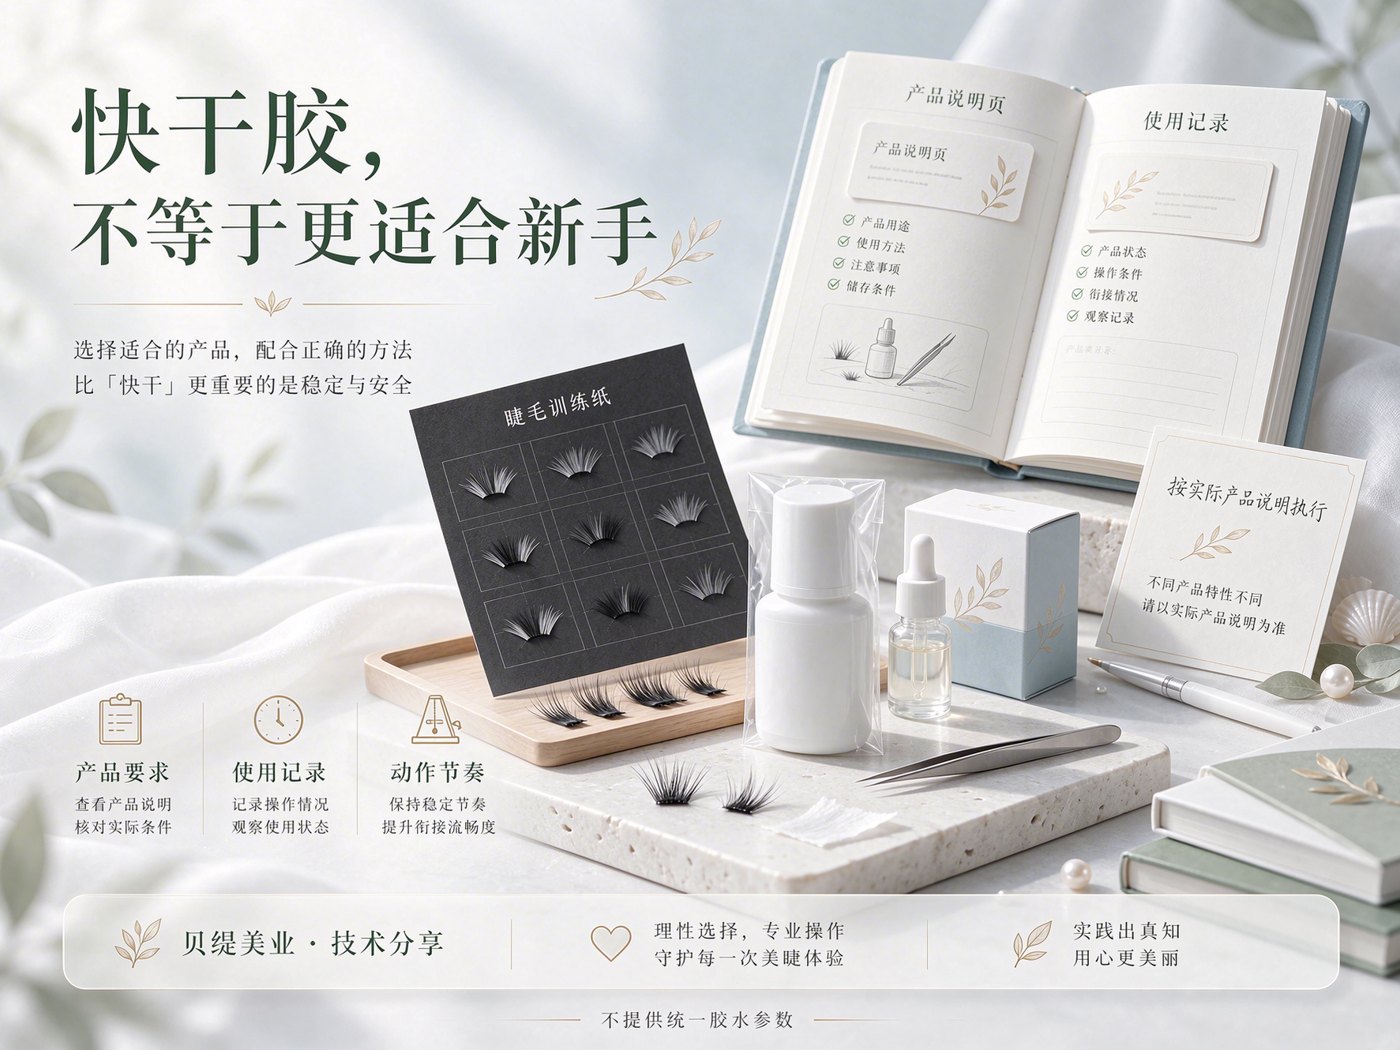 快干胶，
不等于更适合新手
选择适合的产品，配合正确的方法
比「快干」更重要的是稳定与安全
产品说明页
产品说明页
产品用途
使用方法
注意事项
储存条件
使用记录
产品状态
操作条件
衔接情况
观察记录
睫毛训练纸
按实际产品说明执行
不同产品特性不同
请以实际产品说明为准
产品要求
查看产品说明
核对实际条件
使用记录
记录操作情况
观察使用状态
动作节奏
保持稳定节奏
提升衔接流畅度
贝缇美业·技术分享
理性选择，专业操作
守护每一次美睫体验
实践出真知
用心更美丽
不提供统一胶水参数